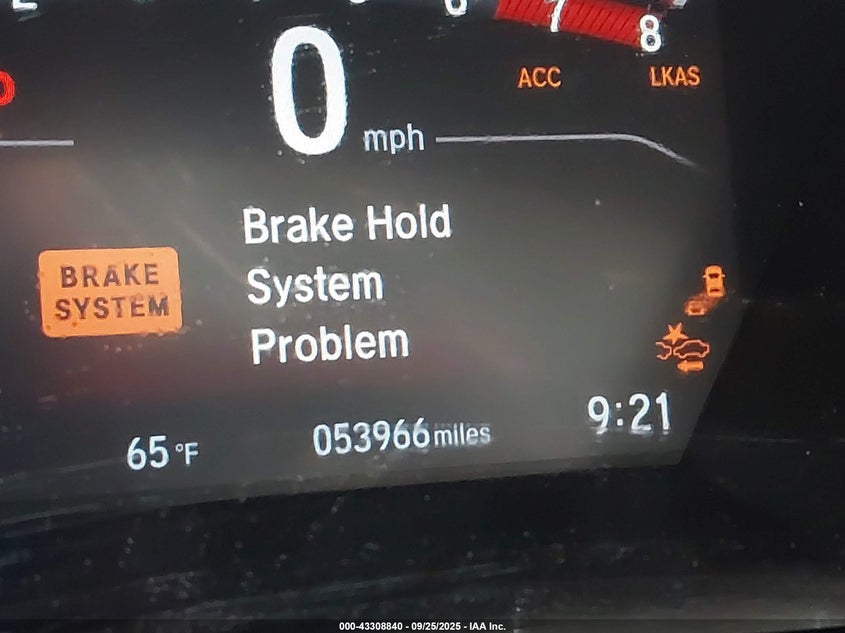 6 7 8
0 mph
ACC LKAS
Brake Hold
System
Problem
BRAKE
SYSTEM
65 °F 053966 miles 9:21
000-43308840 - 09/25/2025 - IAA Inc.